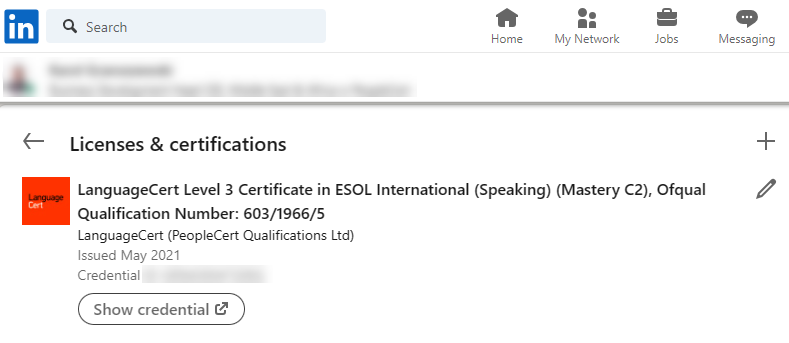 in
Search
Home
My Network
Jobs
Messaging
Licenses & certifications
Language
Cert
LanguageCert Level 3 Certificate in ESOL International (Speaking) (Mastery C2), Ofqual
Qualification Number: 603/1966/5
LanguageCert (PeopleCert Qualifications Ltd)
Issued May 2021
Credential
Show credential